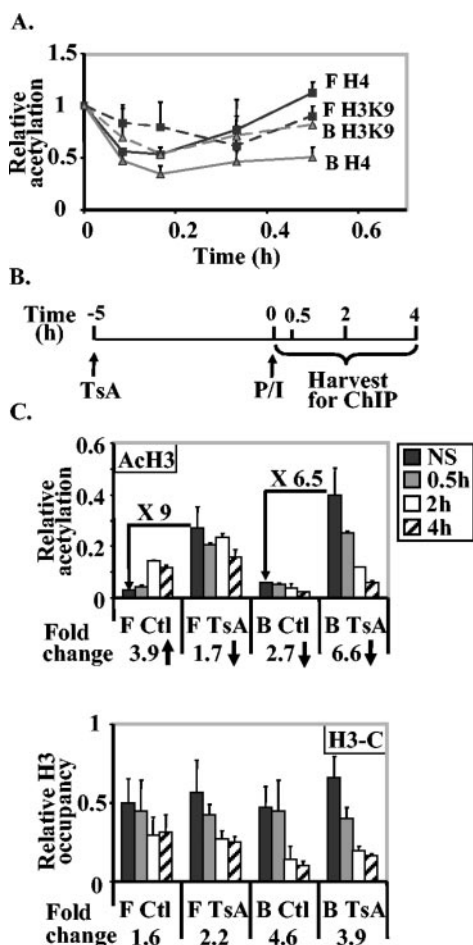 A.
Relative acetylation
1.5
1
0.5
0
F H4
F H3K9
B H3K9
B H4
0 0.2 0.4 0.6
Time (h)
B.
Time (h)
-5 0 0.5 2 4
TsA P/I Harvest for ChIP
C.
AcH3
Relative acetylation
0.6
0.4
0.2
0
X 9
X 6.5
NS
0.5h
2h
4h
F Ctl F TsA B Ctl B TsA
Fold change
3.9 ↑ 1.7 ↓ 2.7 ↓ 6.6 ↓
H3-C
Relative H3 occupancy
1
0.5
0
F Ctl F TsA B Ctl B TsA
Fold change
1.6 2.2 4.6 3.9